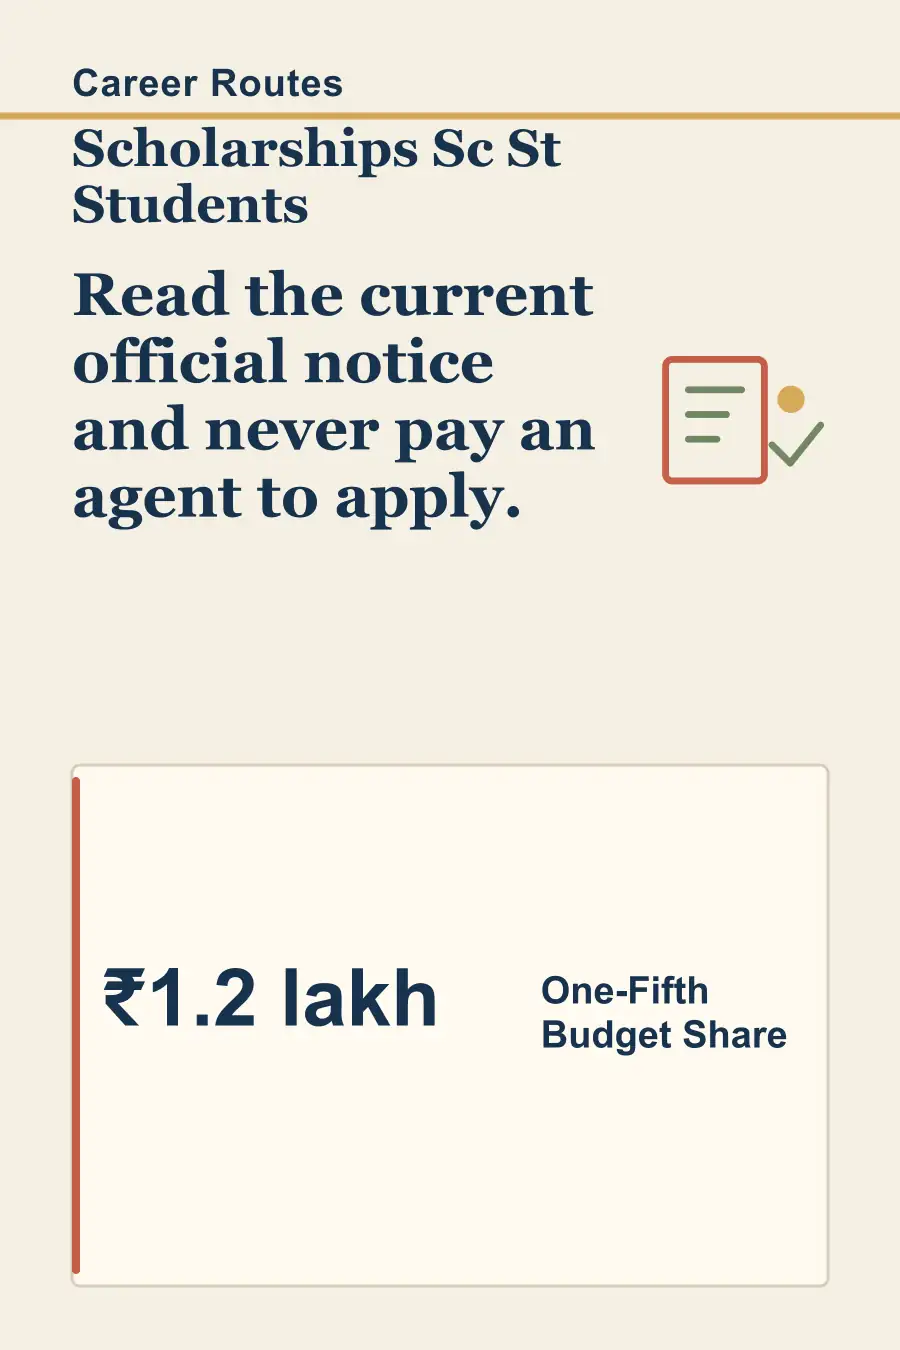 Career Routes
Scholarships Sc St
Students
Read the current
official notice
and never pay an
agent to apply.
₹1.2 lakh
One-Fifth
Budget Share